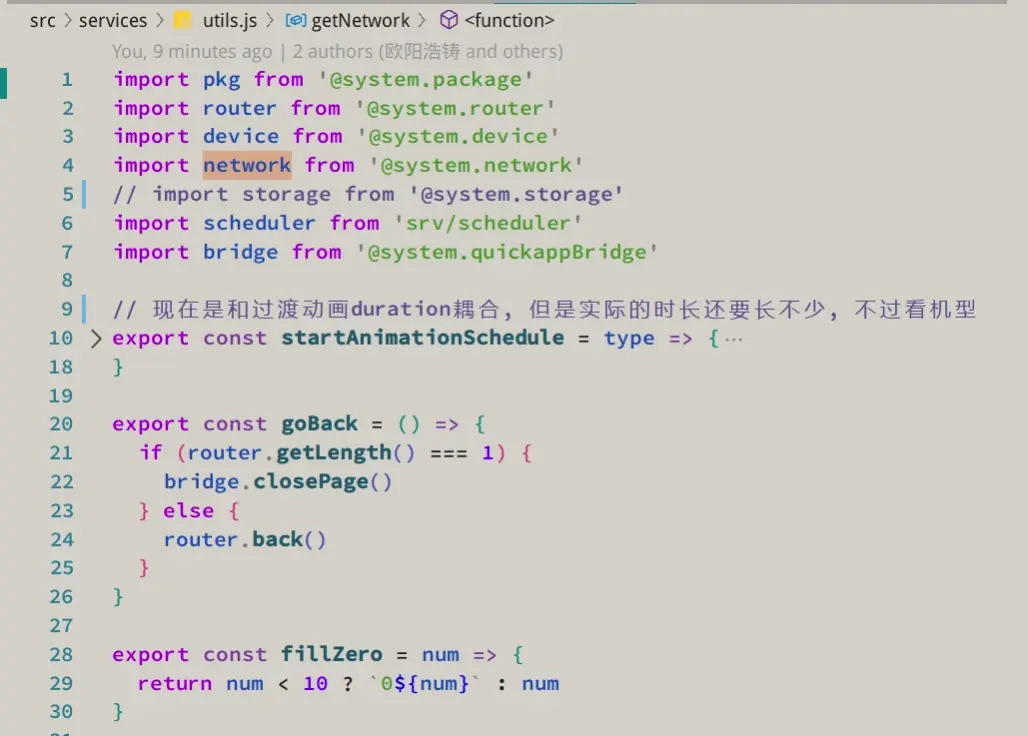 src > services > utils.js > getNetwork > <function>
You, 9 minutes ago | 2 authors (欧阳浩铸 and others)
1 import pkg from '@system.package'
2 import router from '@system.router'
3 import device from '@system.device'
4 import network from '@system.network'
5 // import storage from '@system.storage'
6 import scheduler from 'srv/scheduler'
7 import bridge from '@system.quickappBridge'
8
9 // 现在是和过渡动画duration耦合，但是实际的时长还要长不少，不过看机型
10 export const startAnimationSchedule = type => {…
18 }
19
20 export const goBack = () => {
21   if (router.getLength() === 1) {
22     bridge.closePage()
23   } else {
24     router.back()
25   }
26 }
27
28 export const fillZero = num => {
29   return num < 10 ? `0${num}` : num
30 }